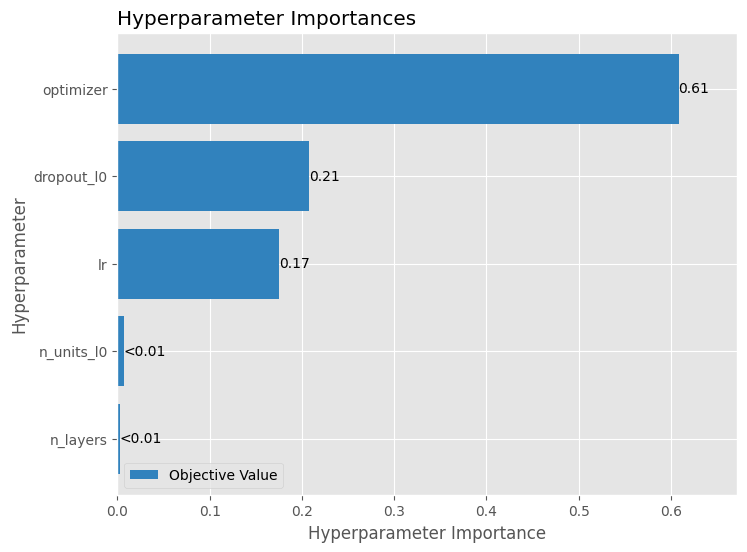 Hyperparameter Importances
optimizer
0.61
dropout_l0
0.21
lr
0.17
n_units_l0
<0.01
n_layers
<0.01
Objective Value
0.0
0.1
0.2
0.3
0.4
0.5
0.6
Hyperparameter Importance
Hyperparameter